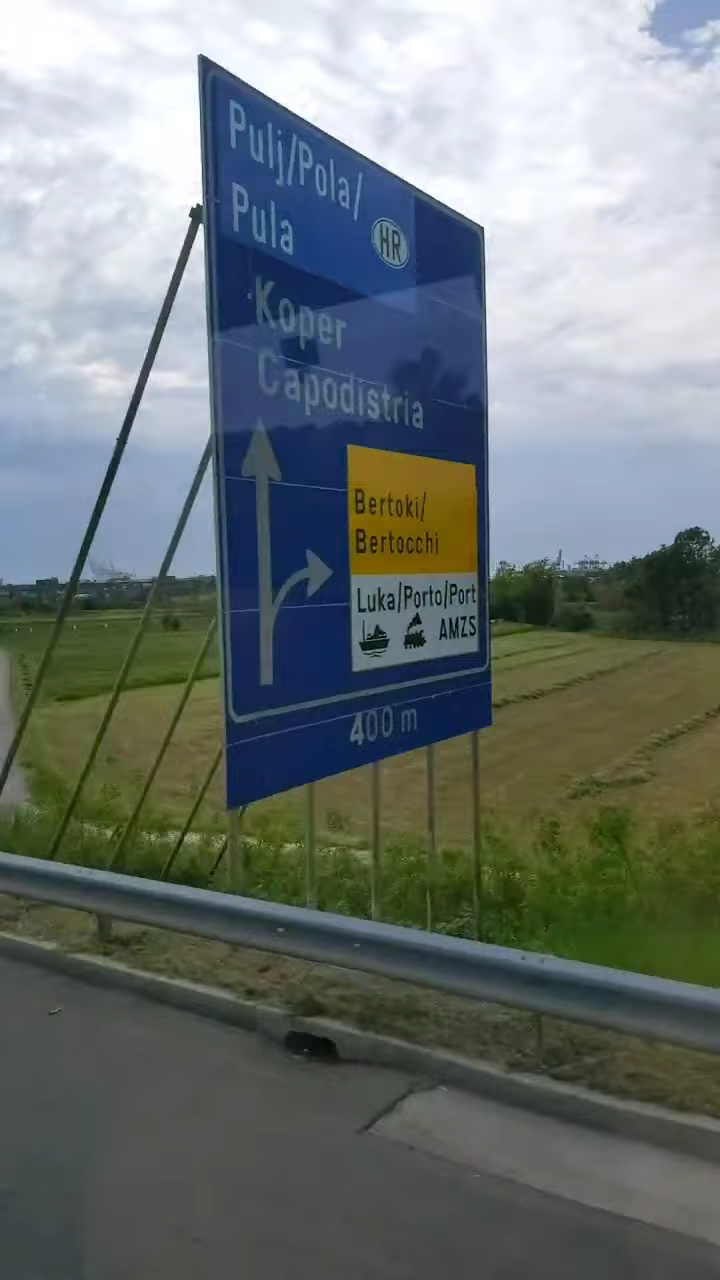 Pulj/Pola/
Pula
HR
Koper
Capodistria
Bertoki/
Bertocchi
Luka/Porto/Port
AMZS
400 m